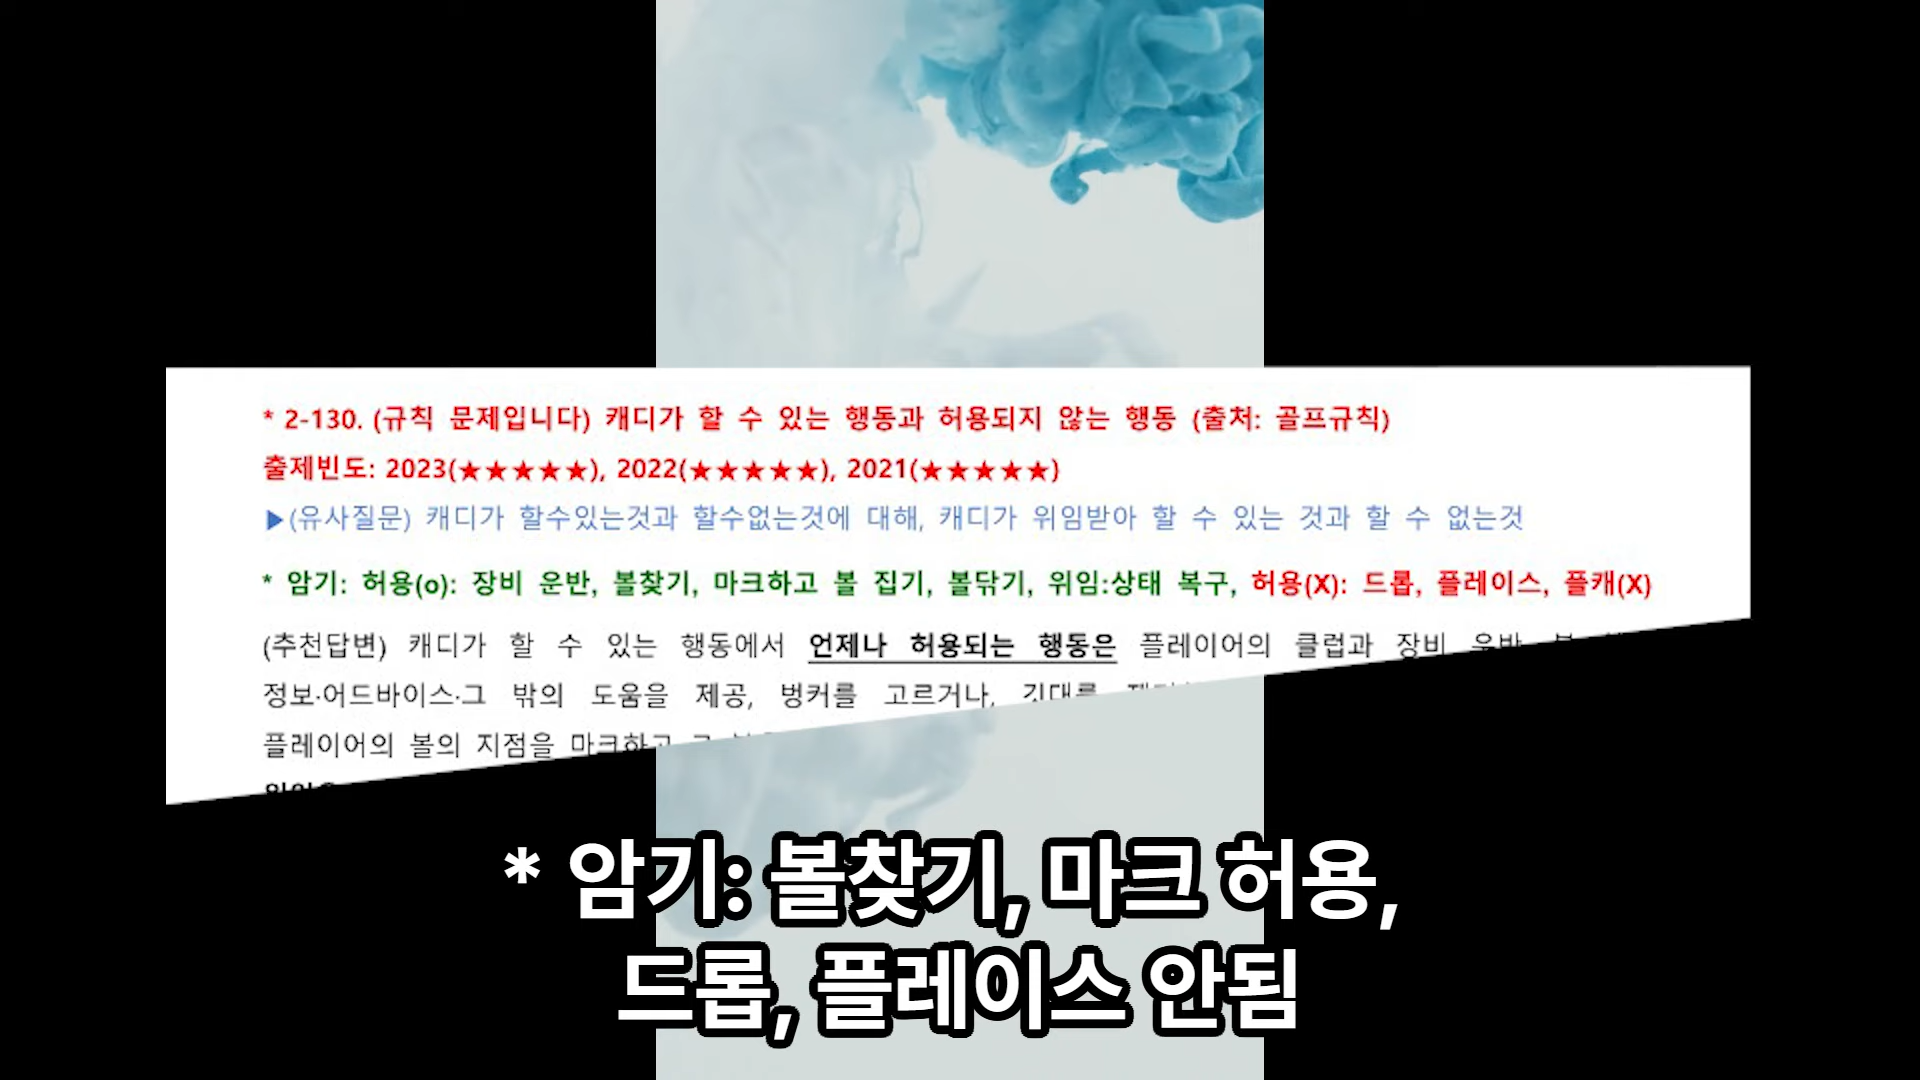 * 2-130. (규칙 문제입니다) 캐디가 할 수 있는 행동과 허용되지 않는 행동 (출처: 골프규칙)
출제빈도: 2023(★★★★★), 2022(★★★★★), 2021(★★★★★)
▶(유사질문) 캐디가 할수있는것과 할수없는것에 대해, 캐디가 위임받아 할 수 있는 것과 할 수 없는것
* 암기: 허용(o): 장비 운반, 볼찾기, 마크하고 볼 집기, 볼닦기, 위임:상태 복구, 허용(X): 드롭, 플레이스, 플캐(X)
(추천답변) 캐디가 할 수 있는 행동에서 언제나 허용되는 행동은 플레이어의 클럽과 장비
정보·어드바이스·그 밖의 도움을 제공, 벙커를 고르거나, 깃대를
플레이어의 볼의 지점을 마크하고
* 암기: 볼찾기, 마크 허용,
드롭, 플레이스 안됨